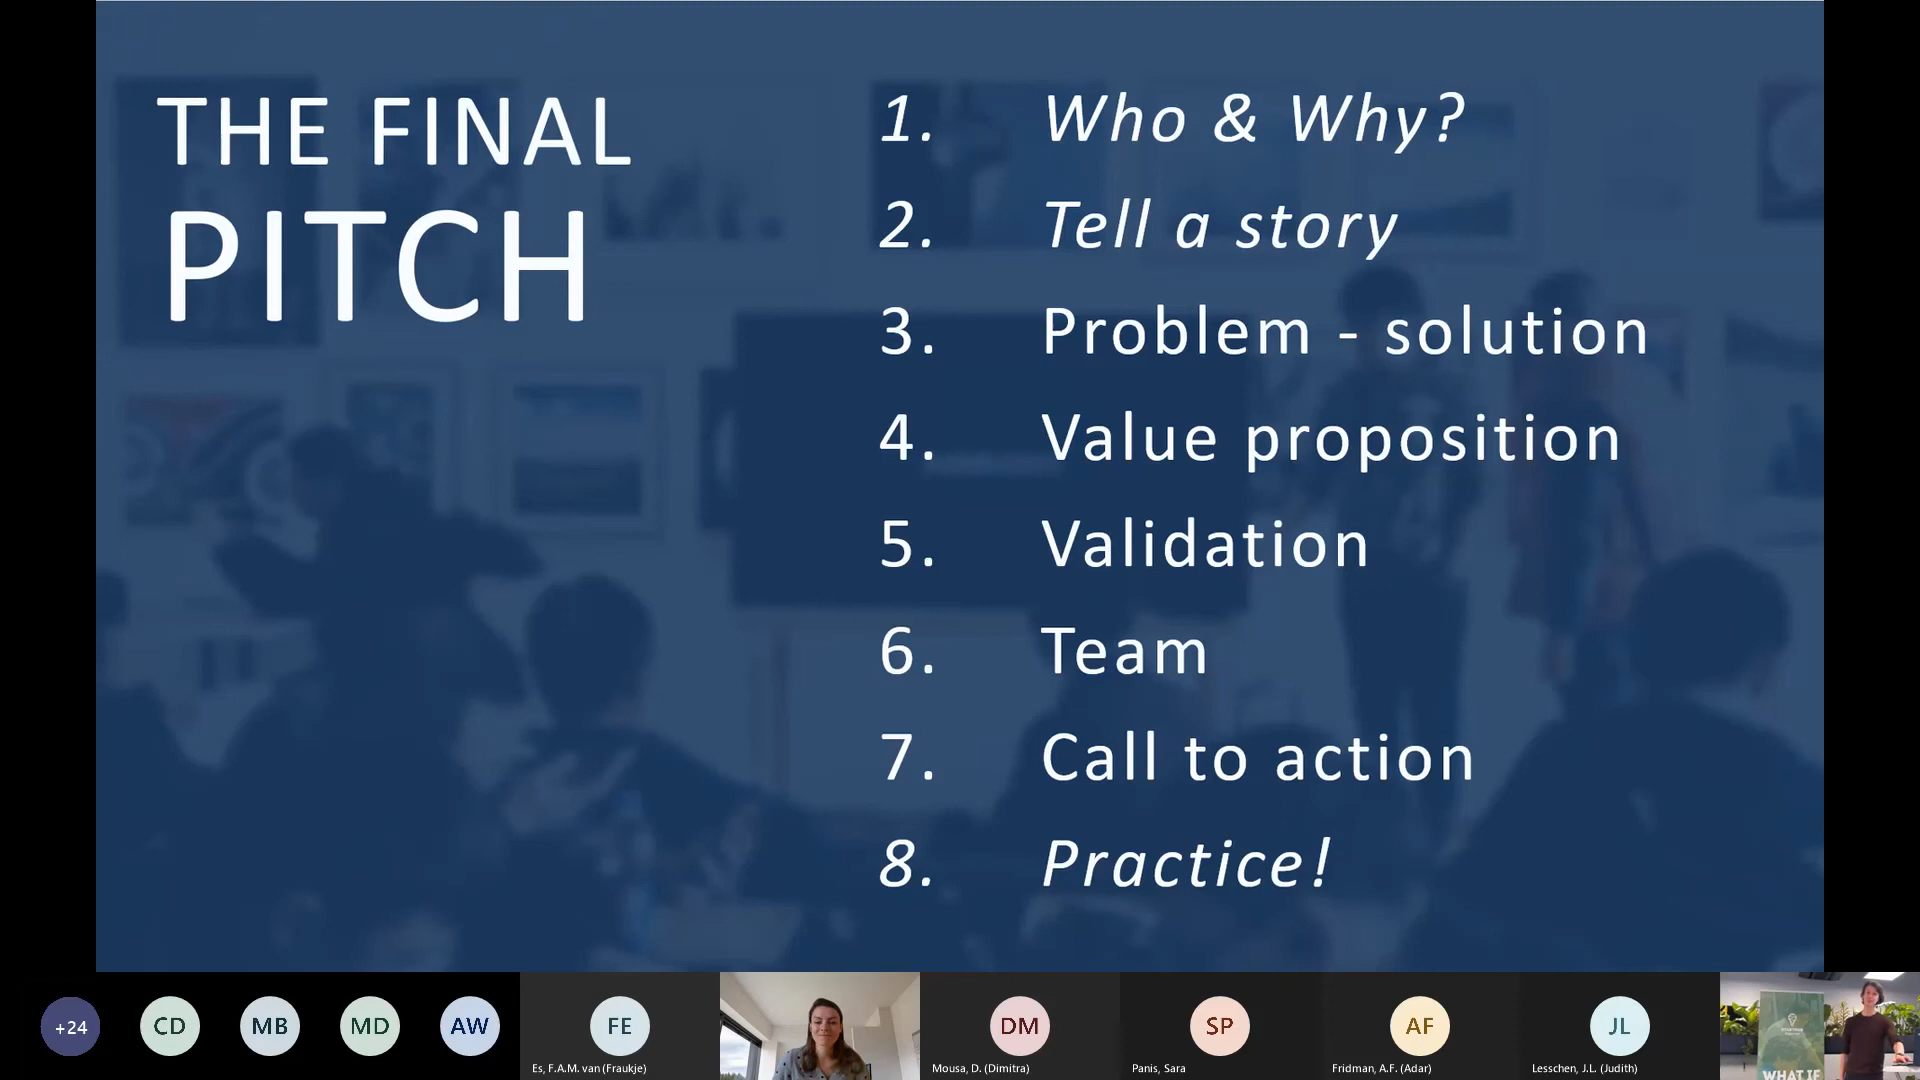 THE FINAL
PITCH
1. Who & Why?
2. Tell a story
3. Problem - solution
4. Value proposition
5. Validation
6. Team
7. Call to action
8. Practice!
+24
CD
MB
MD
AW
FE
Es, F.A.M. van (Fraukje)
DM
Mousa, D. (Dimitra)
SP
Panis, Sara
AF
Fridman, A.F. (Adar)
JL
Lesschen, J.L. (Judith)
WHAT IF